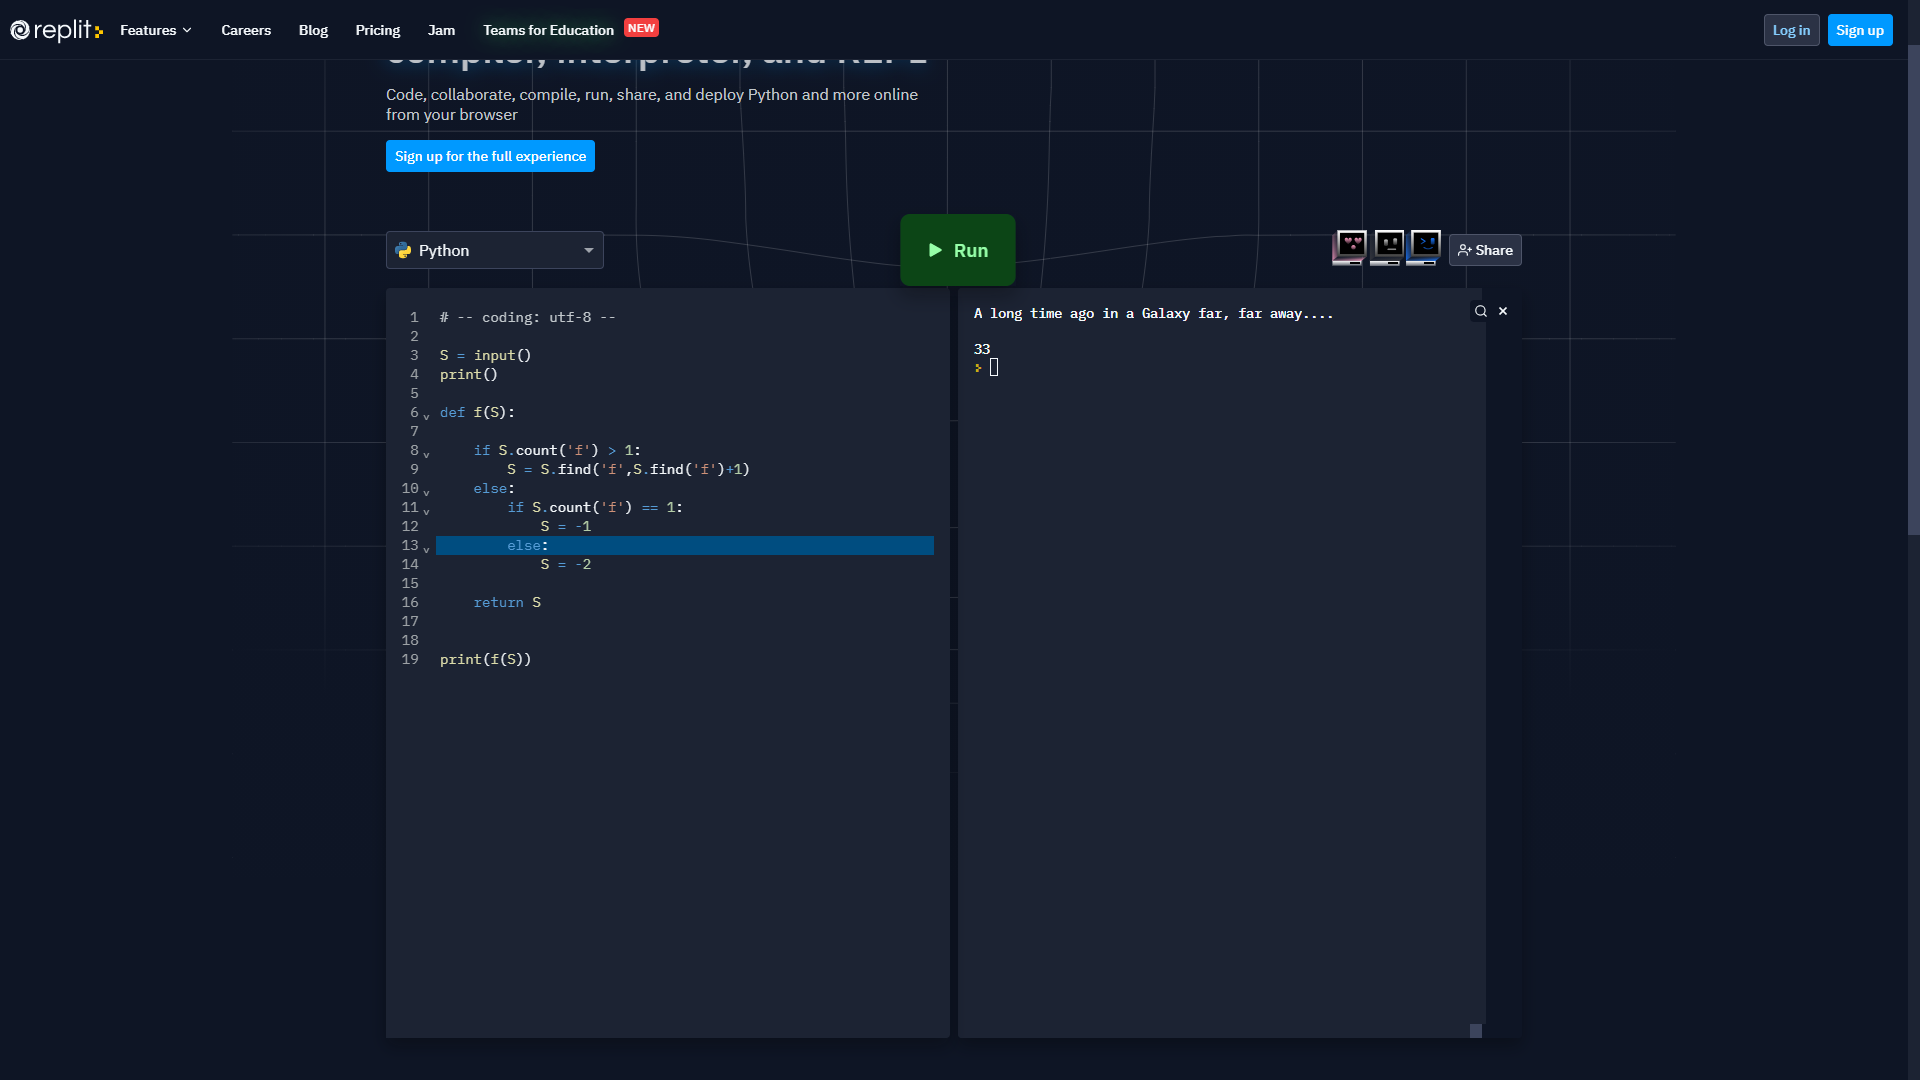 replit
Features
Careers
Blog
Pricing
Jam
Teams for Education
NEW
Log in
Sign up
compiler, interpreter, and REPL
Code, collaborate, compile, run, share, and deploy Python and more online
from your browser
Sign up for the full experience
Python
Run
Share
1 # -- coding: utf-8 --
2
3 S = input()
4 print()
5
6 def f(S):
7
8     if S.count('f') > 1:
9         S = S.find('f',S.find('f')+1)
10     else:
11         if S.count('f') == 1:
12             S = -1
13         else:
14             S = -2
15
16     return S
17
18
19 print(f(S))
A long time ago in a Galaxy far, far away....
33